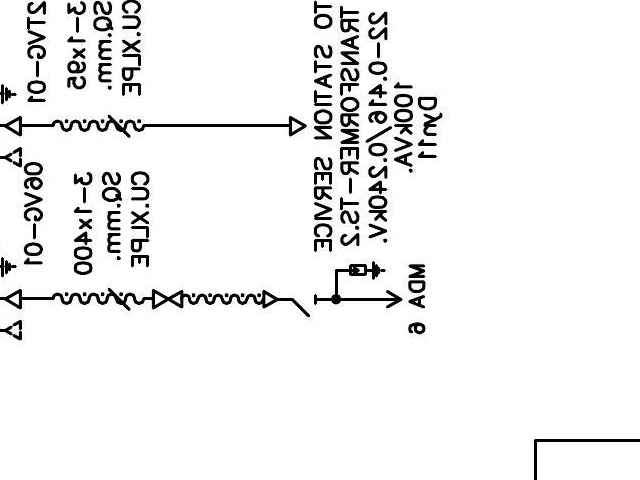 2TVG-01
3-1x95
SQ.mm.
CU.XLPE
TO STATION SERVICE
TRANSFORMER-TS.2
22-0.416/0.240kV.
100kVA.
Dyn11
06VG-01
3-1x400
SQ.mm.
CU.XLPE
MDA 6